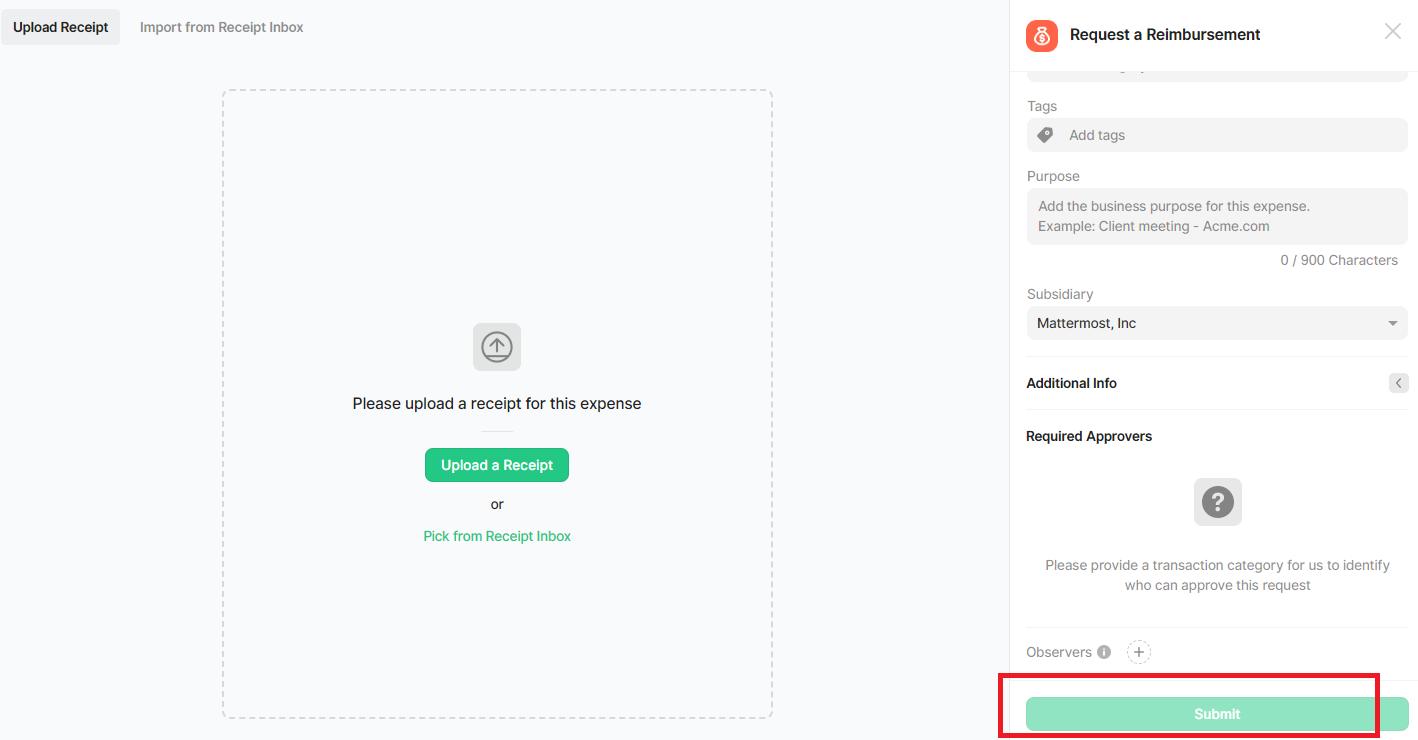 Upload Receipt
Import from Receipt Inbox
Please upload a receipt for this expense
Upload a Receipt
or
Pick from Receipt Inbox
Request a Reimbursement
Tags
Add tags
Purpose
Add the business purpose for this expense.
Example: Client meeting - Acme.com
0 / 900 Characters
Subsidiary
Mattermost, Inc
Additional Info
Required Approvers
Please provide a transaction category for us to identify
who can approve this request
Observers
Submit